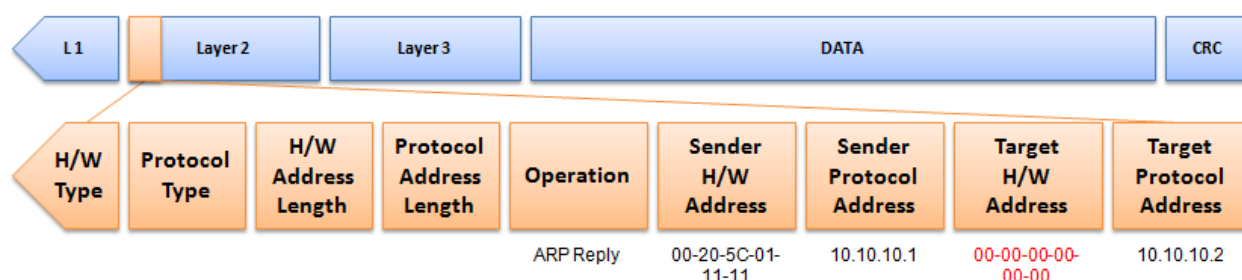 L 1
Layer 2
Layer 3
DATA
CRC
H/W
Type
Protocol
Type
H/W
Address
Length
Protocol
Address
Length
Operation
Sender
H/W
Address
Sender
Protocol
Address
Target
H/W
Address
Target
Protocol
Address
ARP Reply
00-20-5C-01-
11-11
10.10.10.1
00-00-00-00-
00-00
10.10.10.2